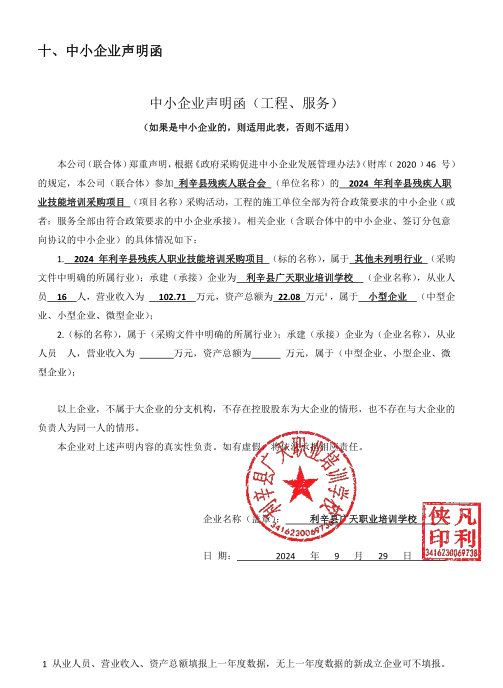 十、中小企业声明函
中小企业声明函（工程、服务）
（如果是中小企业的，则适用此表，否则不适用）
本公司（联合体）郑重声明，根据《政府采购促进中小企业发展管理办法》（财库﹝2020﹞46 号）
的规定，本公司（联合体）参加 利辛县残疾人联合会 （单位名称）的 2024 年利辛县残疾人职
业技能培训采购项目 （项目名称）采购活动，工程的施工单位全部为符合政策要求的中小企业（或
者：服务全部由符合政策要求的中小企业承接）。相关企业（含联合体中的中小企业、签订分包意
向协议的中小企业）的具体情况如下：
1. 2024 年利辛县残疾人职业技能培训采购项目 （标的名称），属于 其他未列明行业 （采购
文件中明确的所属行业）；承建（承接）企业为 利辛县广天职业培训学校 （企业名称），从业人
员 16 人，营业收入为 102.71 万元，资产总额为 22.08 万元¹ ，属于 小型企业 （中型企
业、小型企业、微型企业）；
2.（标的名称），属于（采购文件中明确的所属行业）；承建（承接）企业为（企业名称），从业
人员 人，营业收入为 ______万元，资产总额为______ 万元，属于（中型企业、小型企业、微
型企业）；
以上企业，不属于大企业的分支机构，不存在控股股东为大企业的情形，也不存在与大企业的
负责人为同一人的情形。
本企业对上述声明内容的真实性负责。如有虚假，将依法承担相应责任。
利辛县广天职业培训学校
3416230069737
企业名称（盖章）： 利辛县广天职业培训学校
侠凡
印利
3416230069738
日 期： 2024 年 9 月 29 日
1 从业人员、营业收入、资产总额填报上一年度数据，无上一年度数据的新成立企业可不填报。